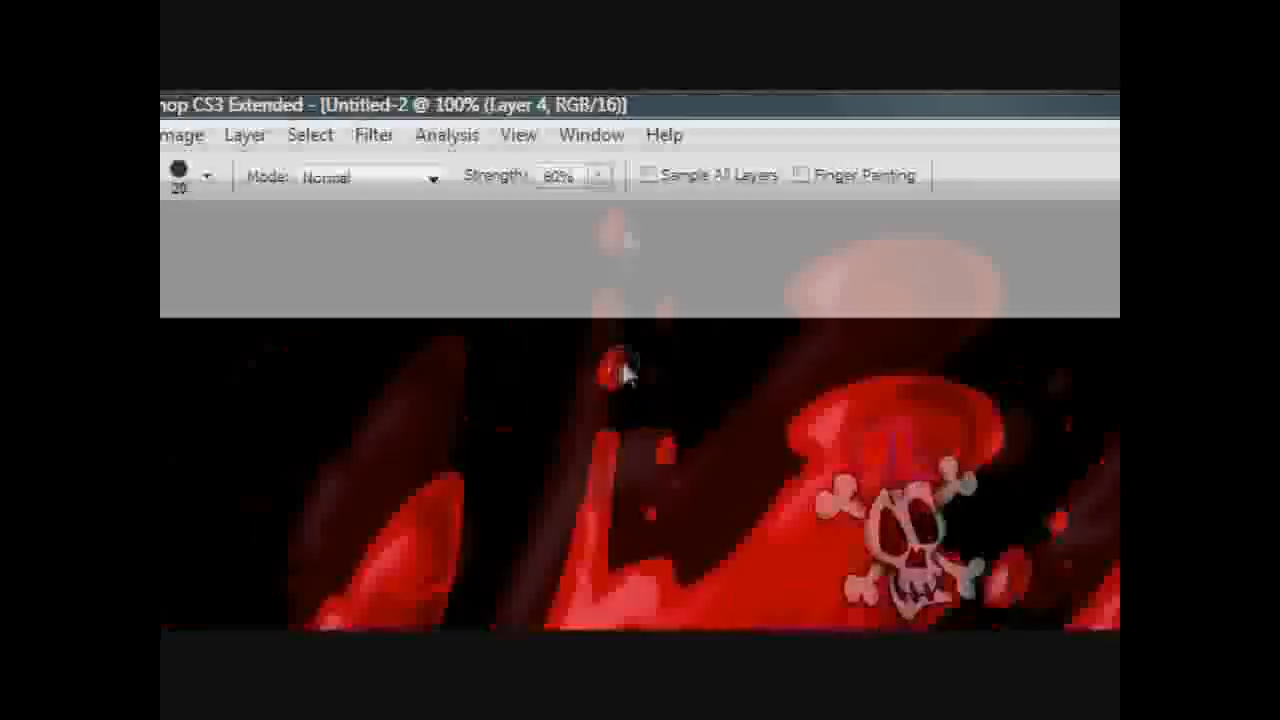 hop CS3 Extended - [Untitled-2 @ 100% (Layer 4, RGB/16)]
mage Layer Select Filter Analysis View Window Help
Mode: Normal Strength: 80% Sample All Layers Finger Painting
20